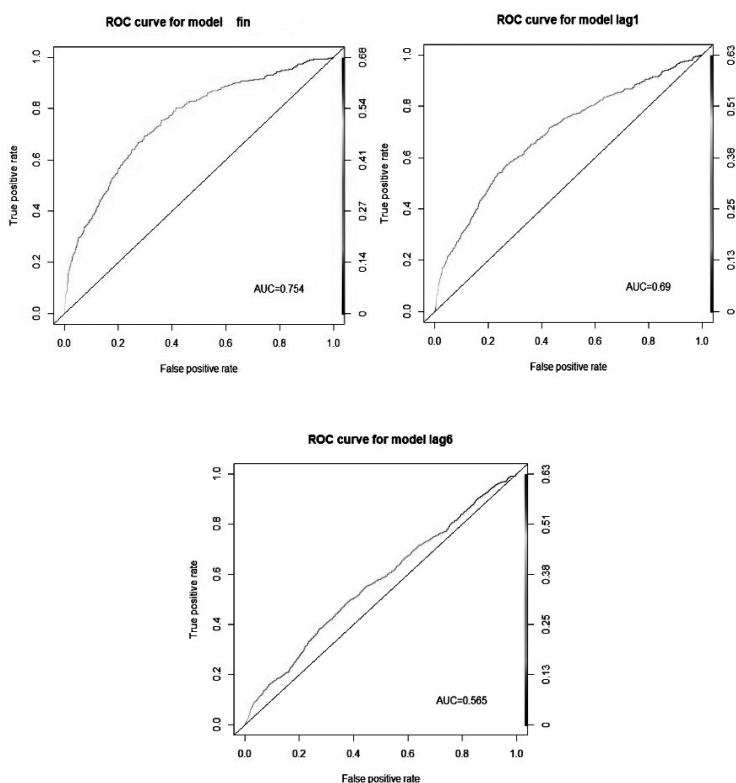 ROC curve for model fin
True positive rate
0.0 0.2 0.4 0.6 0.8 1.0
0 0.14 0.27 0.41 0.54 0.68
AUC=0.754
0.0 0.2 0.4 0.6 0.8 1.0
False positive rate
ROC curve for model lag1
True positive rate
0.0 0.2 0.4 0.6 0.8 1.0
0 0.13 0.25 0.38 0.51 0.63
AUC=0.69
0.0 0.2 0.4 0.6 0.8 1.0
False positive rate
ROC curve for model lag6
True positive rate
0.0 0.2 0.4 0.6 0.8 1.0
0 0.13 0.25 0.38 0.51 0.63
AUC=0.565
0.0 0.2 0.4 0.6 0.8 1.0
False positive rate